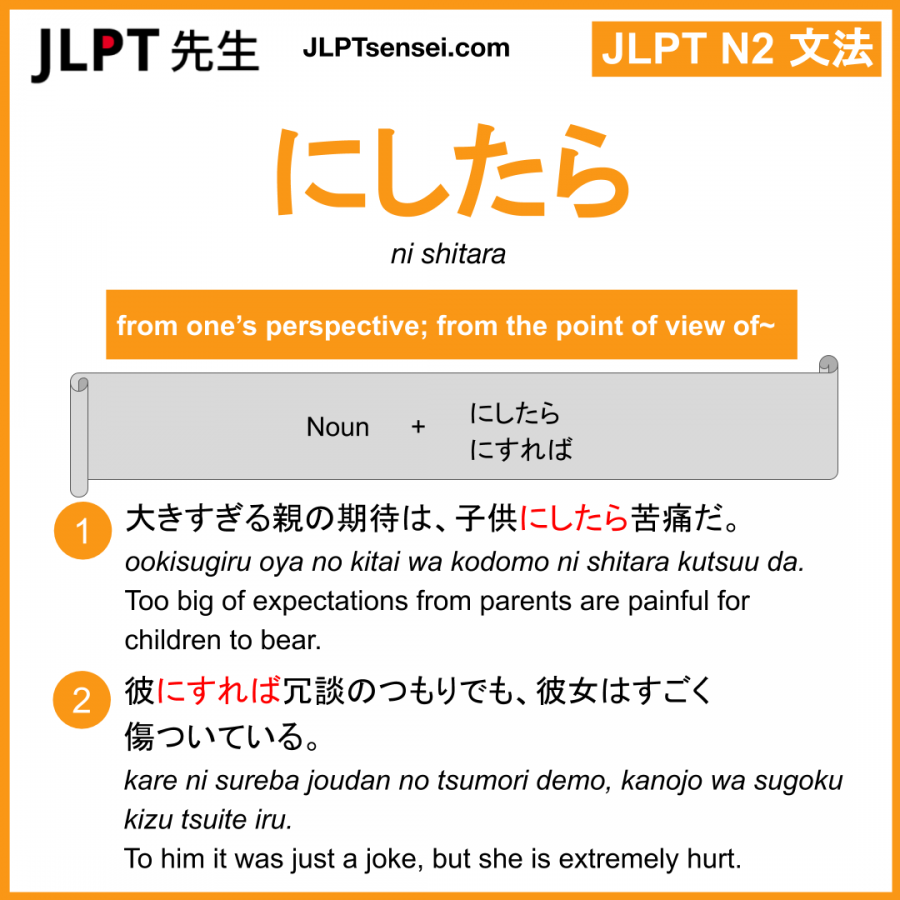 JLPT 先生 JLPTsensei.com JLPT N2 文法
にしたら
ni shitara
from one's perspective; from the point of view of~
Noun + にしたら
にすれば
1 大きすぎる親の期待は、子供にしたら苦痛だ。
ookisugiru oya no kitai wa kodomo ni shitara kutsuu da.
Too big of expectations from parents are painful for
children to bear.
2 彼にすれば冗談のつもりでも、彼女はすごく
傷ついている。
kare ni sureba joudan no tsumori demo, kanojo wa sugoku
kizu tsuite iru.
To him it was just a joke, but she is extremely hurt.